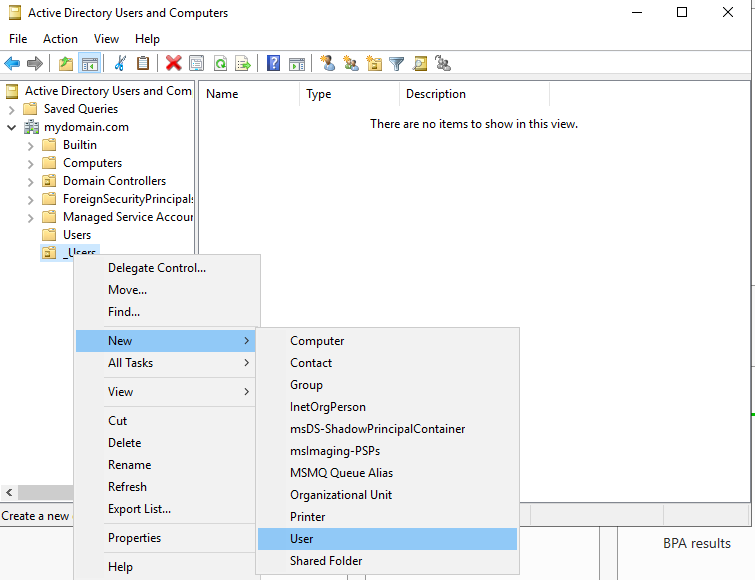 Active Directory Users and Computers
File Action View Help
Active Directory Users and Com
Saved Queries
mydomain.com
Builtin
Computers
Domain Controllers
ForeignSecurityPrincipals
Managed Service Accoun
Users
_Users
Name Type Description
There are no items to show in this view.
Delegate Control...
Move...
Find...
New
All Tasks
View
Cut
Delete
Rename
Refresh
Export List...
Properties
Help
Computer
Contact
Group
InetOrgPerson
msDS-ShadowPrincipalContainer
msImaging-PSPs
MSMQ Queue Alias
Organizational Unit
Printer
User
Shared Folder
Create a new
BPA results